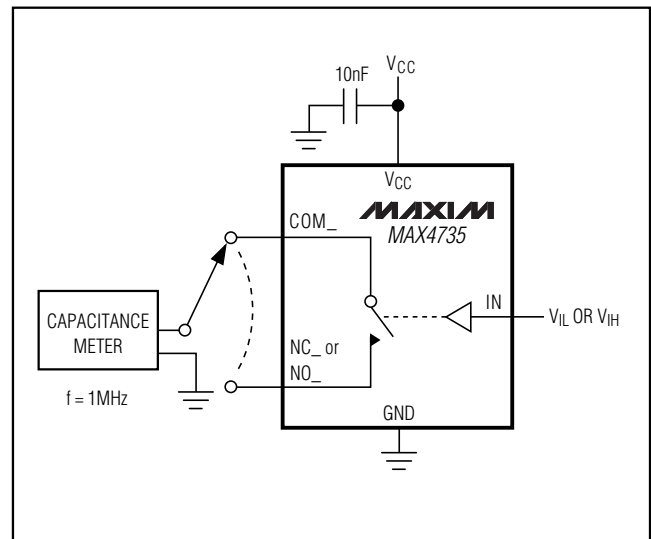 VCC
10nF
VCC
MAXIM
MAX4735
COM_
IN
VIL OR VIH
CAPACITANCE
METER
NC_ or
NO_
f = 1MHz
GND